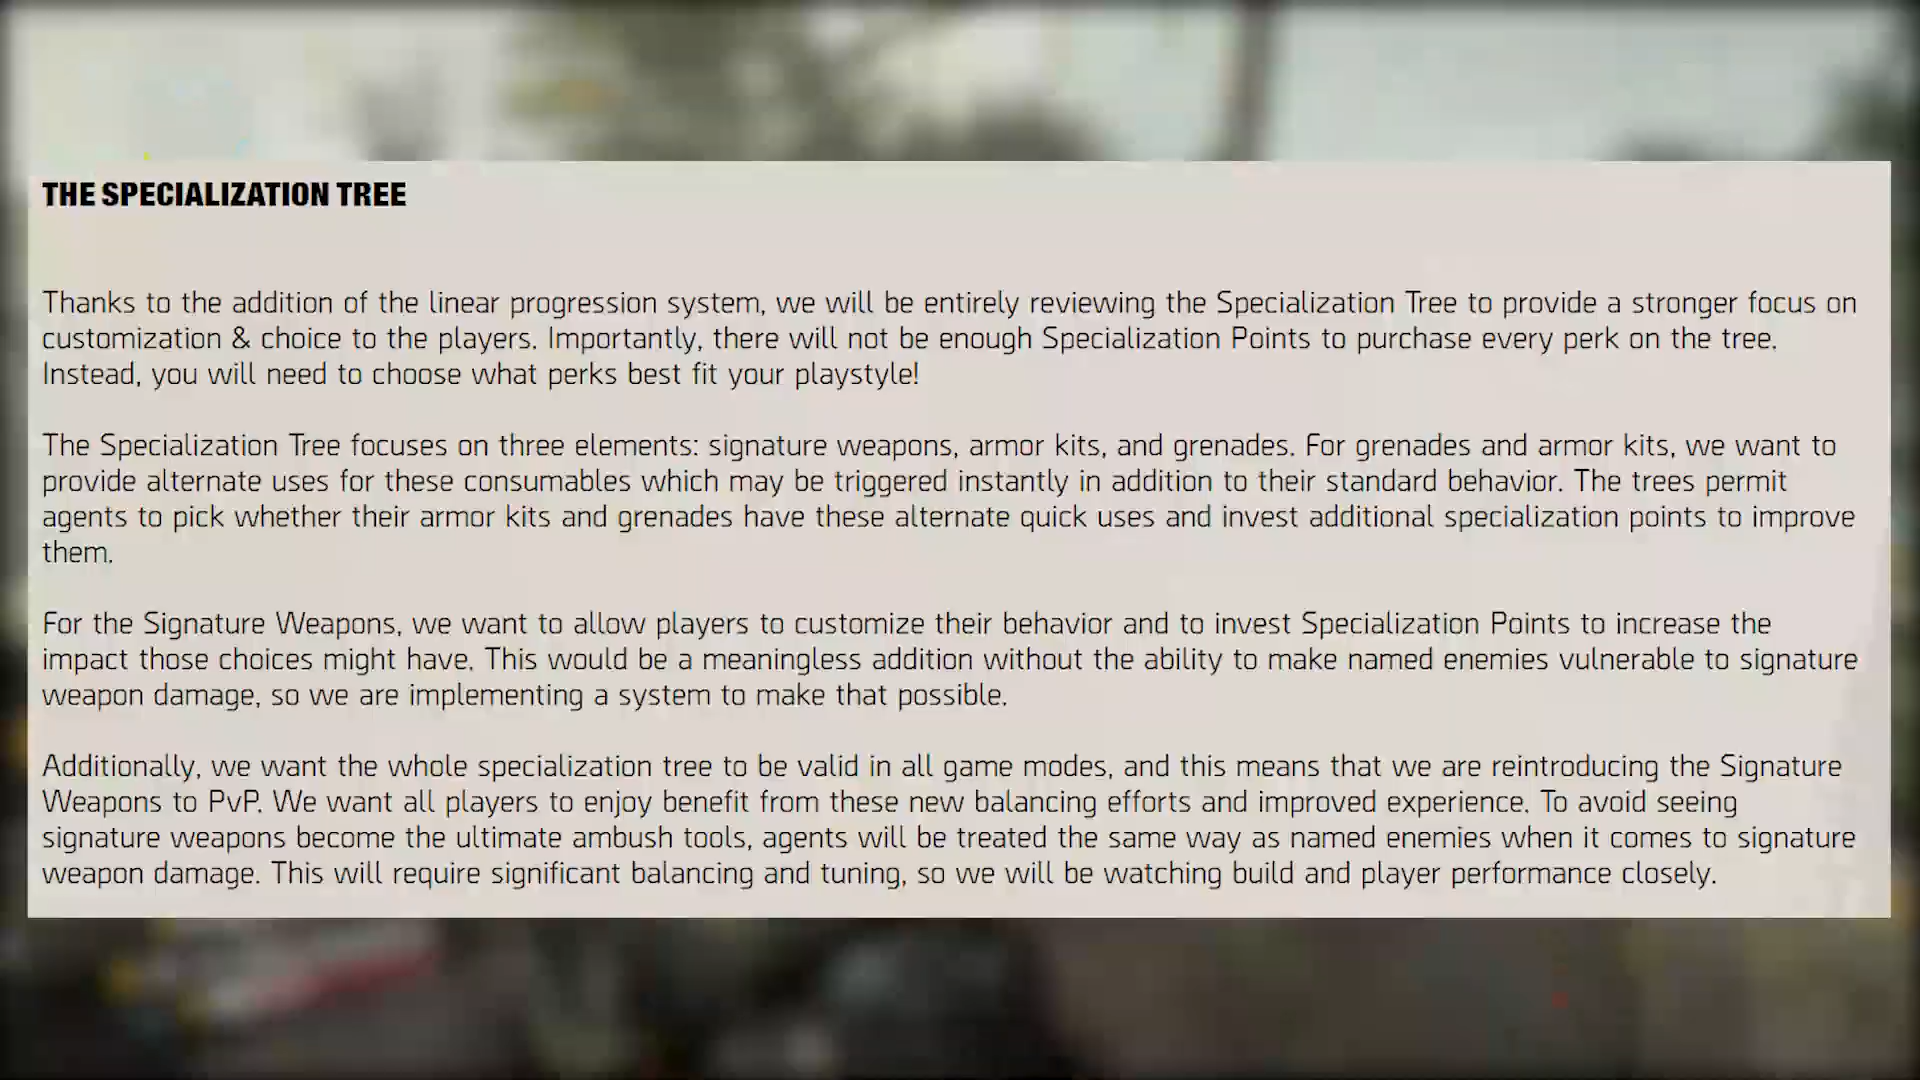 THE SPECIALIZATION TREE
Thanks to the addition of the linear progression system, we will be entirely reviewing the Specialization Tree to provide a stronger focus on
customization & choice to the players. Importantly, there will not be enough Specialization Points to purchase every perk on the tree.
Instead, you will need to choose what perks best fit your playstyle!
The Specialization Tree focuses on three elements: signature weapons, armor kits, and grenades. For grenades and armor kits, we want to
provide alternate uses for these consumables which may be triggered instantly in addition to their standard behavior. The trees permit
agents to pick whether their armor kits and grenades have these alternate quick uses and invest additional specialization points to improve
them.
For the Signature Weapons, we want to allow players to customize their behavior and to invest Specialization Points to increase the
impact those choices might have. This would be a meaningless addition without the ability to make named enemies vulnerable to signature
weapon damage, so we are implementing a system to make that possible.
Additionally, we want the whole specialization tree to be valid in all game modes, and this means that we are reintroducing the Signature
Weapons to PvP. We want all players to enjoy benefit from these new balancing efforts and improved experience. To avoid seeing
signature weapons become the ultimate ambush tools, agents will be treated the same way as named enemies when it comes to signature
weapon damage. This will require significant balancing and tuning, so we will be watching build and player performance closely.